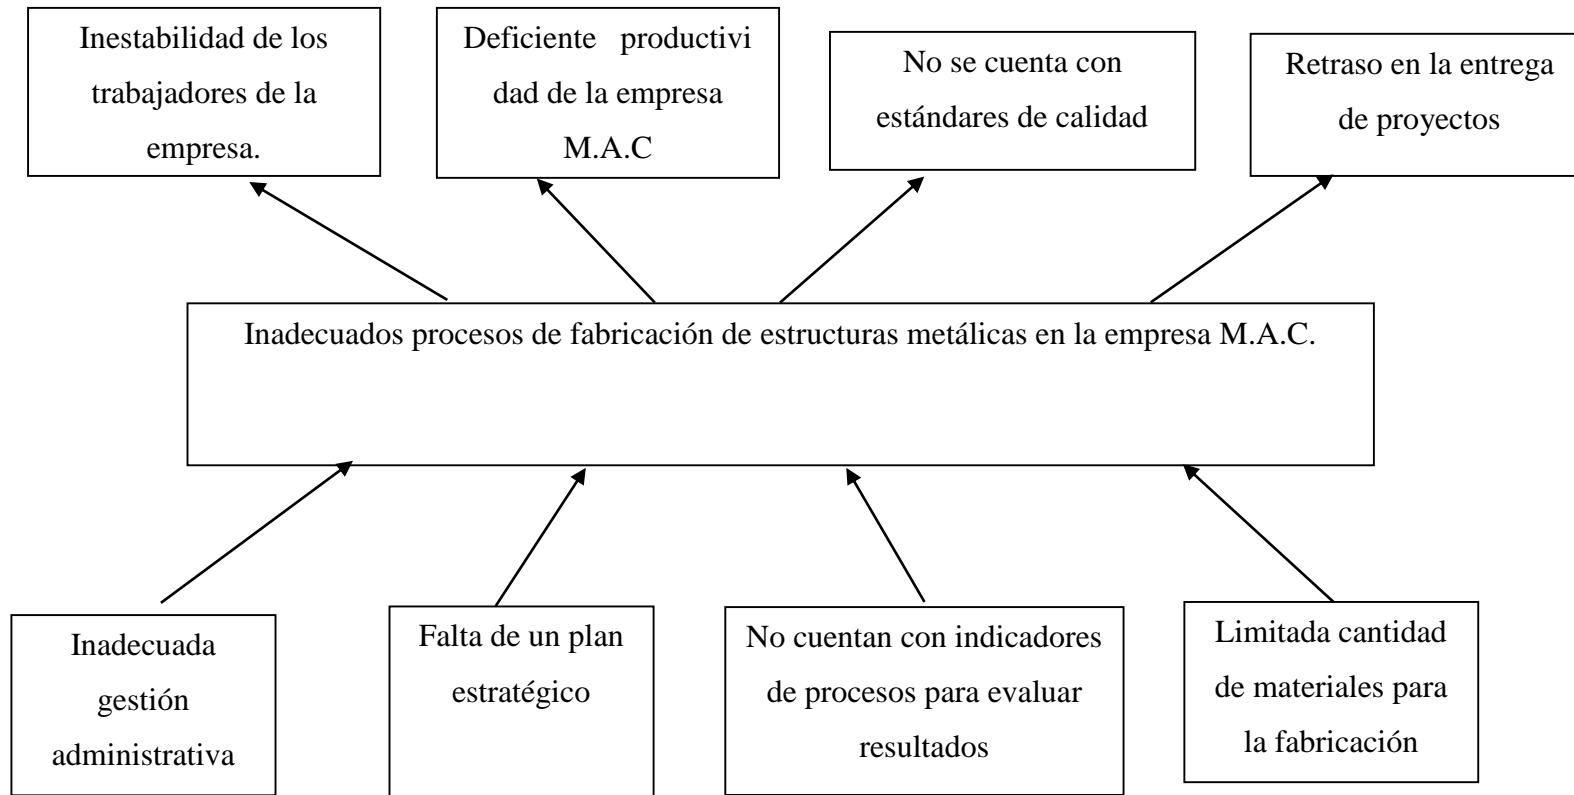 Inestabilidad de los
trabajadores de la
empresa.
Deficiente productivi
dad de la empresa
M.A.C
No se cuenta con
estándares de calidad
Retraso en la entrega
de proyectos
Inadecuados procesos de fabricación de estructuras metálicas en la empresa M.A.C.
Inadecuada
gestión
administrativa
Falta de un plan
estratégico
No cuentan con indicadores
de procesos para evaluar
resultados
Limitada cantidad
de materiales para
la fabricación